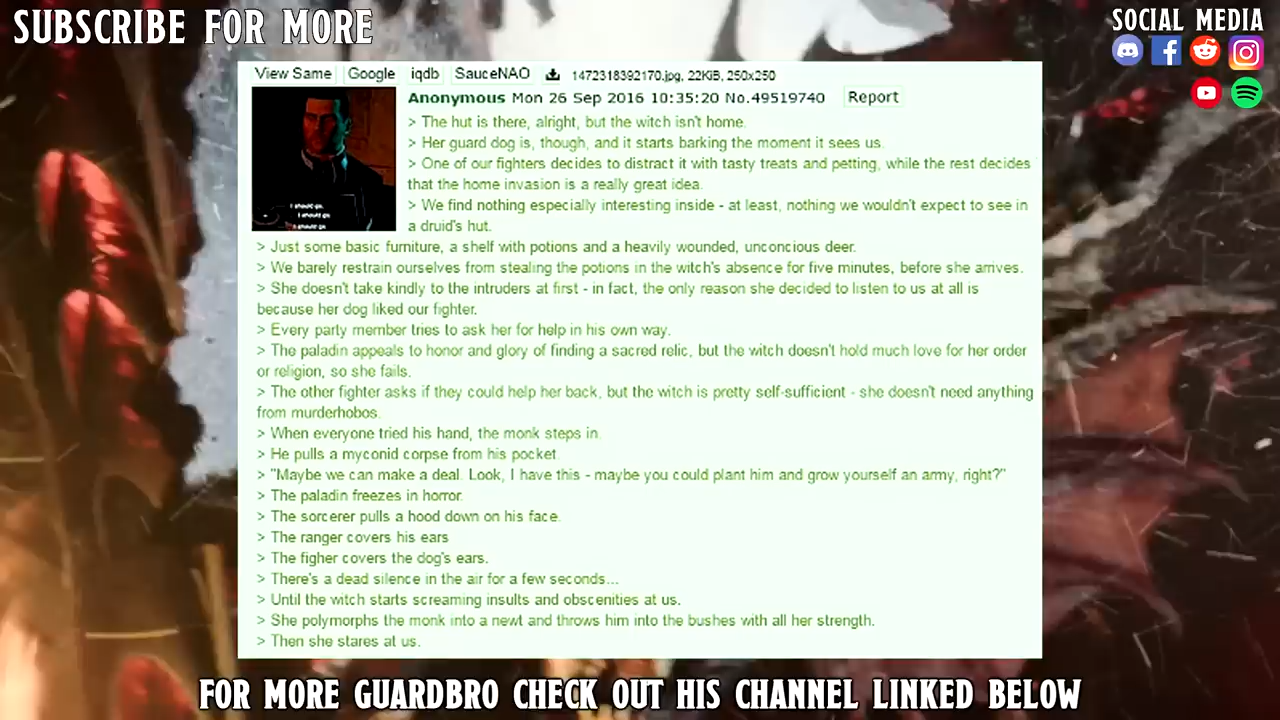 SUBSCRIBE FOR MORE
SOCIAL MEDIA
View Same Google iqdb SauceNAO 1472318392170.jpg, 22KiB, 250x250
Anonymous Mon 26 Sep 2016 10:35:20 No.49519740 Report
> The hut is there, alright, but the witch isn't home.
> Her guard dog is, though, and it starts barking the moment it sees us.
> One of our fighters decides to distract it with tasty treats and petting, while the rest decides
that the home invasion is a really great idea.
> We find nothing especially interesting inside - at least, nothing we wouldn't expect to see in
a druid's hut.
I should go.
I should go.
I should go.
> Just some basic furniture, a shelf with potions and a heavily wounded, unconcious deer.
> We barely restrain ourselves from stealing the potions in the witch's absence for five minutes, before she arrives.
> She doesn't take kindly to the intruders at first - in fact, the only reason she decided to listen to us at all is
because her dog liked our fighter.
> Every party member tries to ask her for help in his own way.
> The paladin appeals to honor and glory of finding a sacred relic, but the witch doesn't hold much love for her order
or religion, so she fails.
> The other fighter asks if they could help her back, but the witch is pretty self-sufficient - she doesn't need anything
from murderhobos.
> When everyone tried his hand, the monk steps in.
> He pulls a myconid corpse from his pocket
> "Maybe we can make a deal. Look, I have this - maybe you could plant him and grow yourself an army, right?"
> The paladin freezes in horror.
> The sorcerer pulls a hood down on his face.
> The ranger covers his ears
> The figher covers the dog's ears.
> There's a dead silence in the air for a few seconds...
> Until the witch starts screaming insults and obscenities at us.
> She polymorphs the monk into a newt and throws him into the bushes with all her strength.
> Then she stares at us.
FOR MORE GUARDBRO CHECK OUT HIS CHANNEL LINKED BELOW